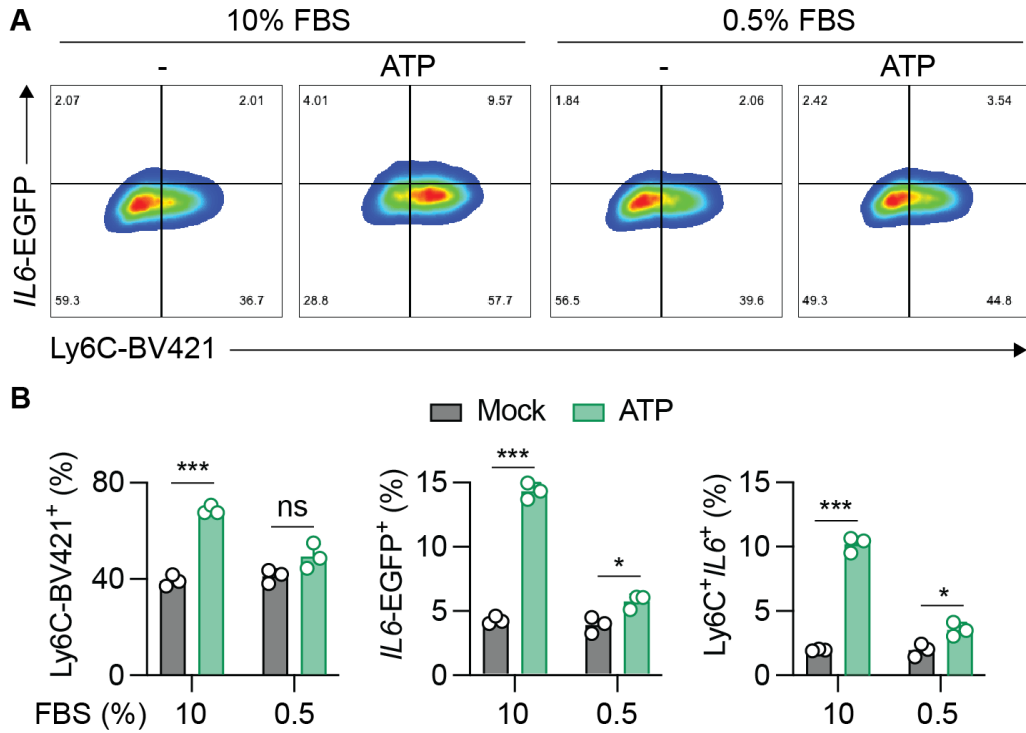 A
10% FBS
0.5% FBS
-
ATP
-
ATP
2.07 2.01
4.01 9.57
1.84 2.06
2.42 3.54
IL6-EGFP
59.3 36.7
28.8 57.7
56.5 39.6
49.3 44.8
Ly6C-BV421
B
Mock
ATP
Ly6C-BV421⁺ (%)
80
40
0
***
ns
FBS (%)
10
0.5
IL6-EGFP⁺ (%)
15
10
5
0
***
*
10
0.5
Ly6C⁺IL6⁺ (%)
15
10
5
0
***
*
10
0.5